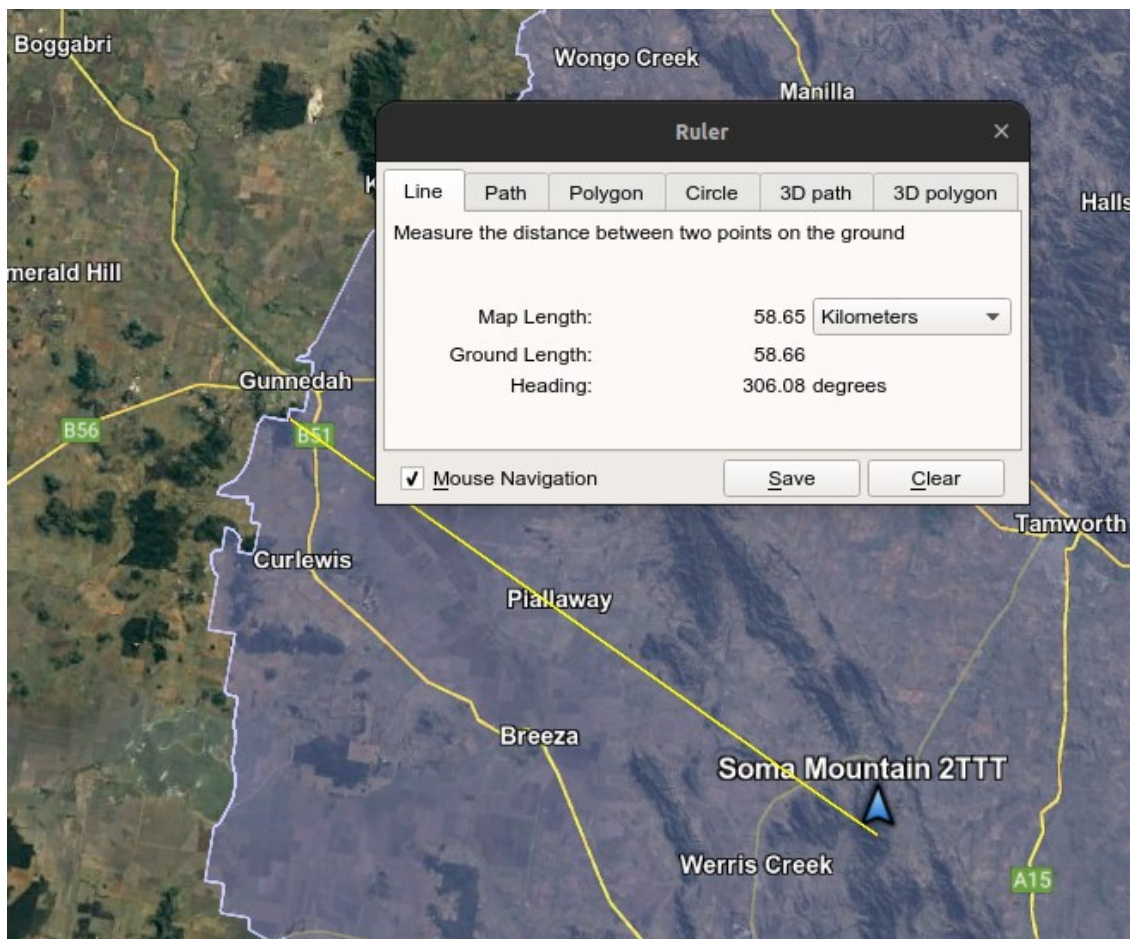 Boggabri
Wongo Creek
Manilla
Ruler
Line Path Polygon Circle 3D path 3D polygon
Halls
Measure the distance between two points on the ground
merald Hill
Map Length: 58.65 Kilometers
Ground Length: 58.66
Heading: 306.08 degrees
Gunnedah
B56
B51
Mouse Navigation Save Clear
Tamworth
Curlewis
Piallaway
Breeza
Soma Mountain 2TTT
Werris Creek
A15